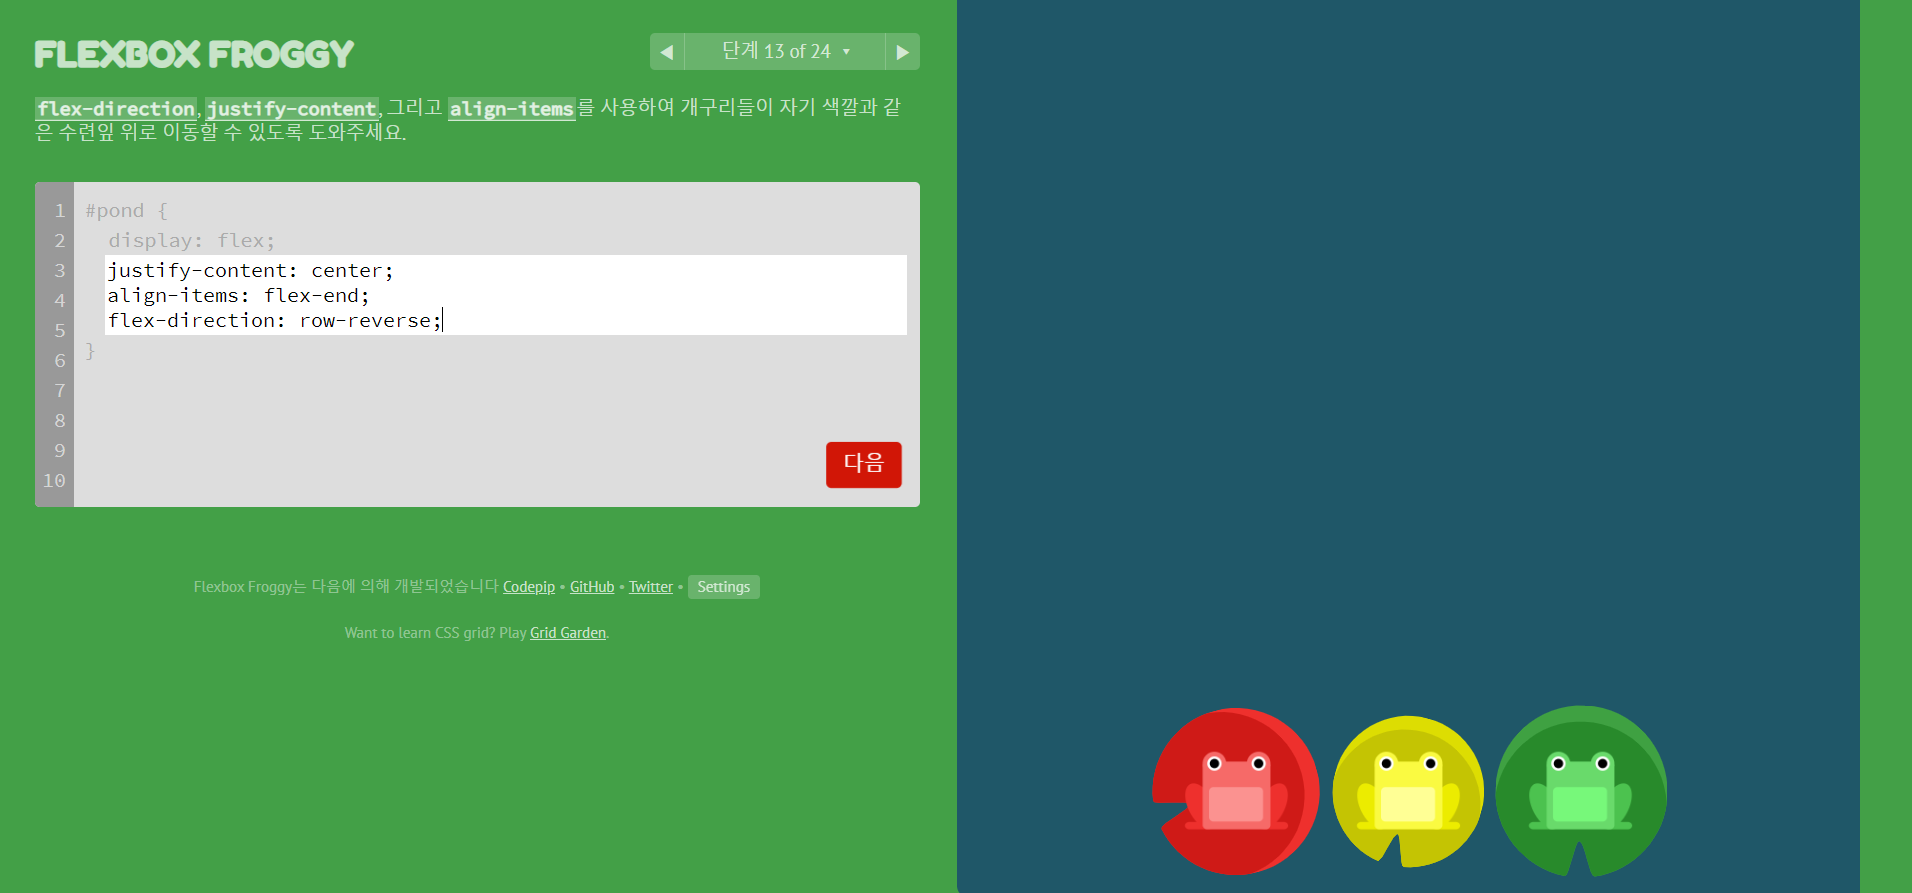 FLEXBOX FROGGY
◀ 단계 13 of 24 ▼ ▶
flex-direction, justify-content, 그리고 align-items를 사용하여 개구리들이 자기 색깔과 같
은 수련잎 위로 이동할 수 있도록 도와주세요.
1 #pond {
2 display: flex;
3 justify-content: center;
4 align-items: flex-end;
5 flex-direction: row-reverse;
6 }
7
8
9
10
다음
Flexbox Froggy는 다음에 의해 개발되었습니다 Codepip • GitHub • Twitter • Settings
Want to learn CSS grid? Play Grid Garden.